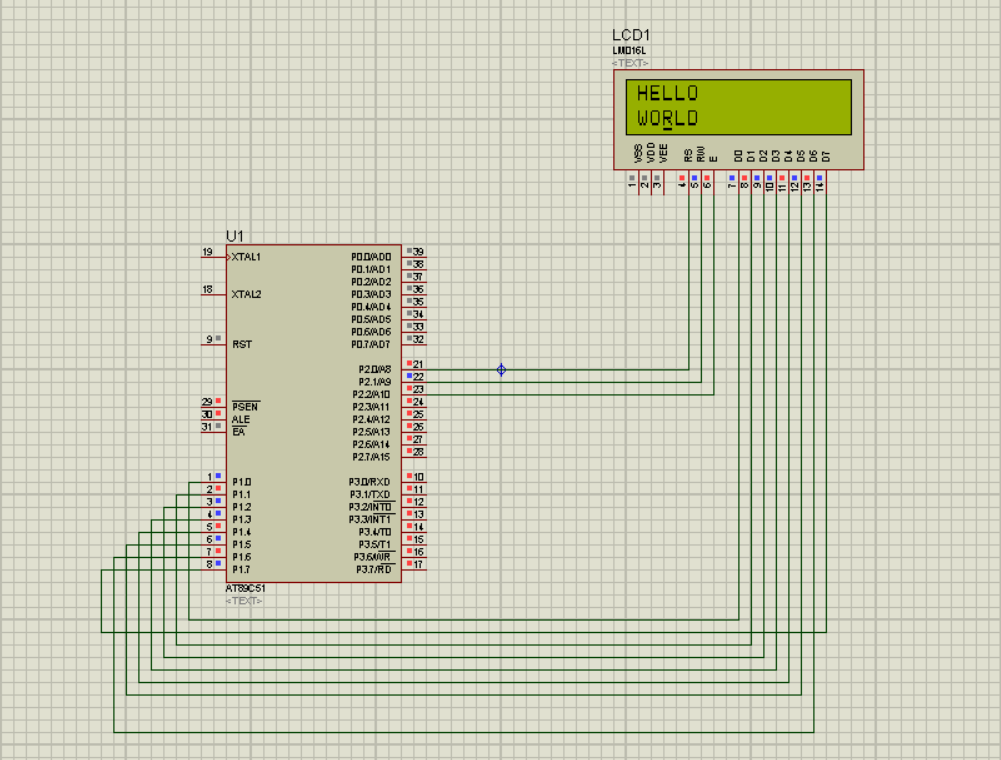 LCD1
LM016L
<TEXT>
HELLO
WORLD
VSS VDD VEE RS RW E D0 D1 D2 D3 D4 D5 D6 D7
1 2 3 4 5 6 7 8 9 10 11 12 13 14
U1
19 XTAL1 P0.0/AD0 39
P0.1/AD1 38
P0.2/AD2 37
18 XTAL2 P0.3/AD3 36
P0.4/AD4 35
P0.5/AD5 34
P0.6/AD6 33
9 RST P0.7/AD7 32
P2.0/A8 21
P2.1/A9 22
P2.2/A10 23
29 PSEN P2.3/A11 24
30 ALE P2.4/A12 25
31 EA P2.5/A13 26
P2.6/A14 27
P2.7/A15 28
1 P1.0 P3.0/RXD 10
2 P1.1 P3.1/TXD 11
3 P1.2 P3.2/INT0 12
4 P1.3 P3.3/INT1 13
5 P1.4 P3.4/T0 14
6 P1.5 P3.5/T1 15
7 P1.6 P3.6/WR 16
8 P1.7 P3.7/RD 17
AT89C51
<TEXT>